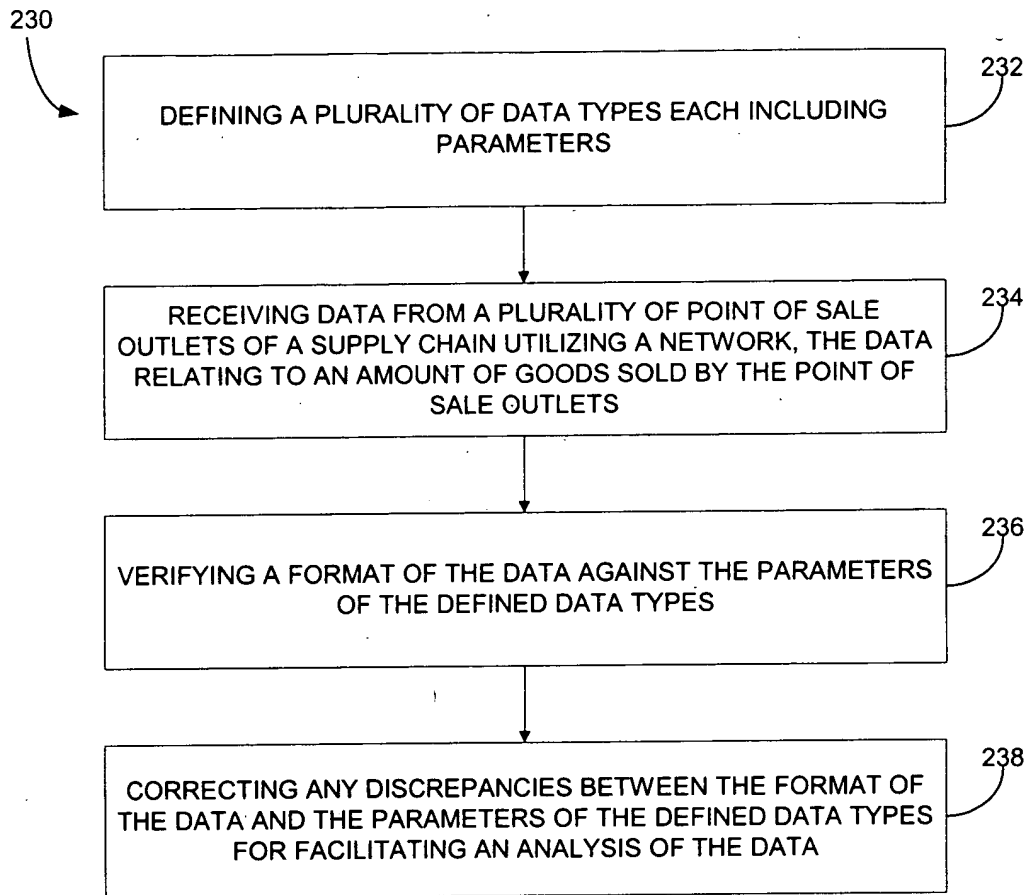 230
232
DEFINING A PLURALITY OF DATA TYPES EACH INCLUDING
PARAMETERS
234
RECEIVING DATA FROM A PLURALITY OF POINT OF SALE
OUTLETS OF A SUPPLY CHAIN UTILIZING A NETWORK, THE DATA
RELATING TO AN AMOUNT OF GOODS SOLD BY THE POINT OF
SALE OUTLETS
236
VERIFYING A FORMAT OF THE DATA AGAINST THE PARAMETERS
OF THE DEFINED DATA TYPES
238
CORRECTING ANY DISCREPANCIES BETWEEN THE FORMAT OF
THE DATA AND THE PARAMETERS OF THE DEFINED DATA TYPES
FOR FACILITATING AN ANALYSIS OF THE DATA